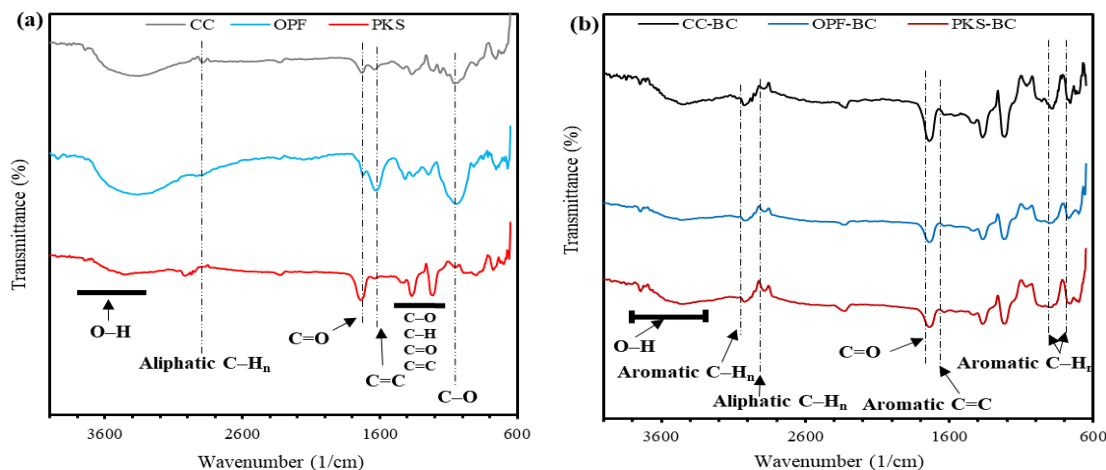 (a)
CC OPF PKS
Transmittance (%)
O–H
Aliphatic C–Hn
C=O
C=C
C–O
C–H
C=O
C=C
C–O
3600 2600 1600 600
Wavenumber (1/cm)
(b)
CC-BC OPF-BC PKS-BC
Transmittance (%)
O–H
Aromatic C–Hn
Aliphatic C–Hn
C=O
Aromatic C=C
Aromatic C–Hn
3600 2600 1600 600
Wavenumber (1/cm)